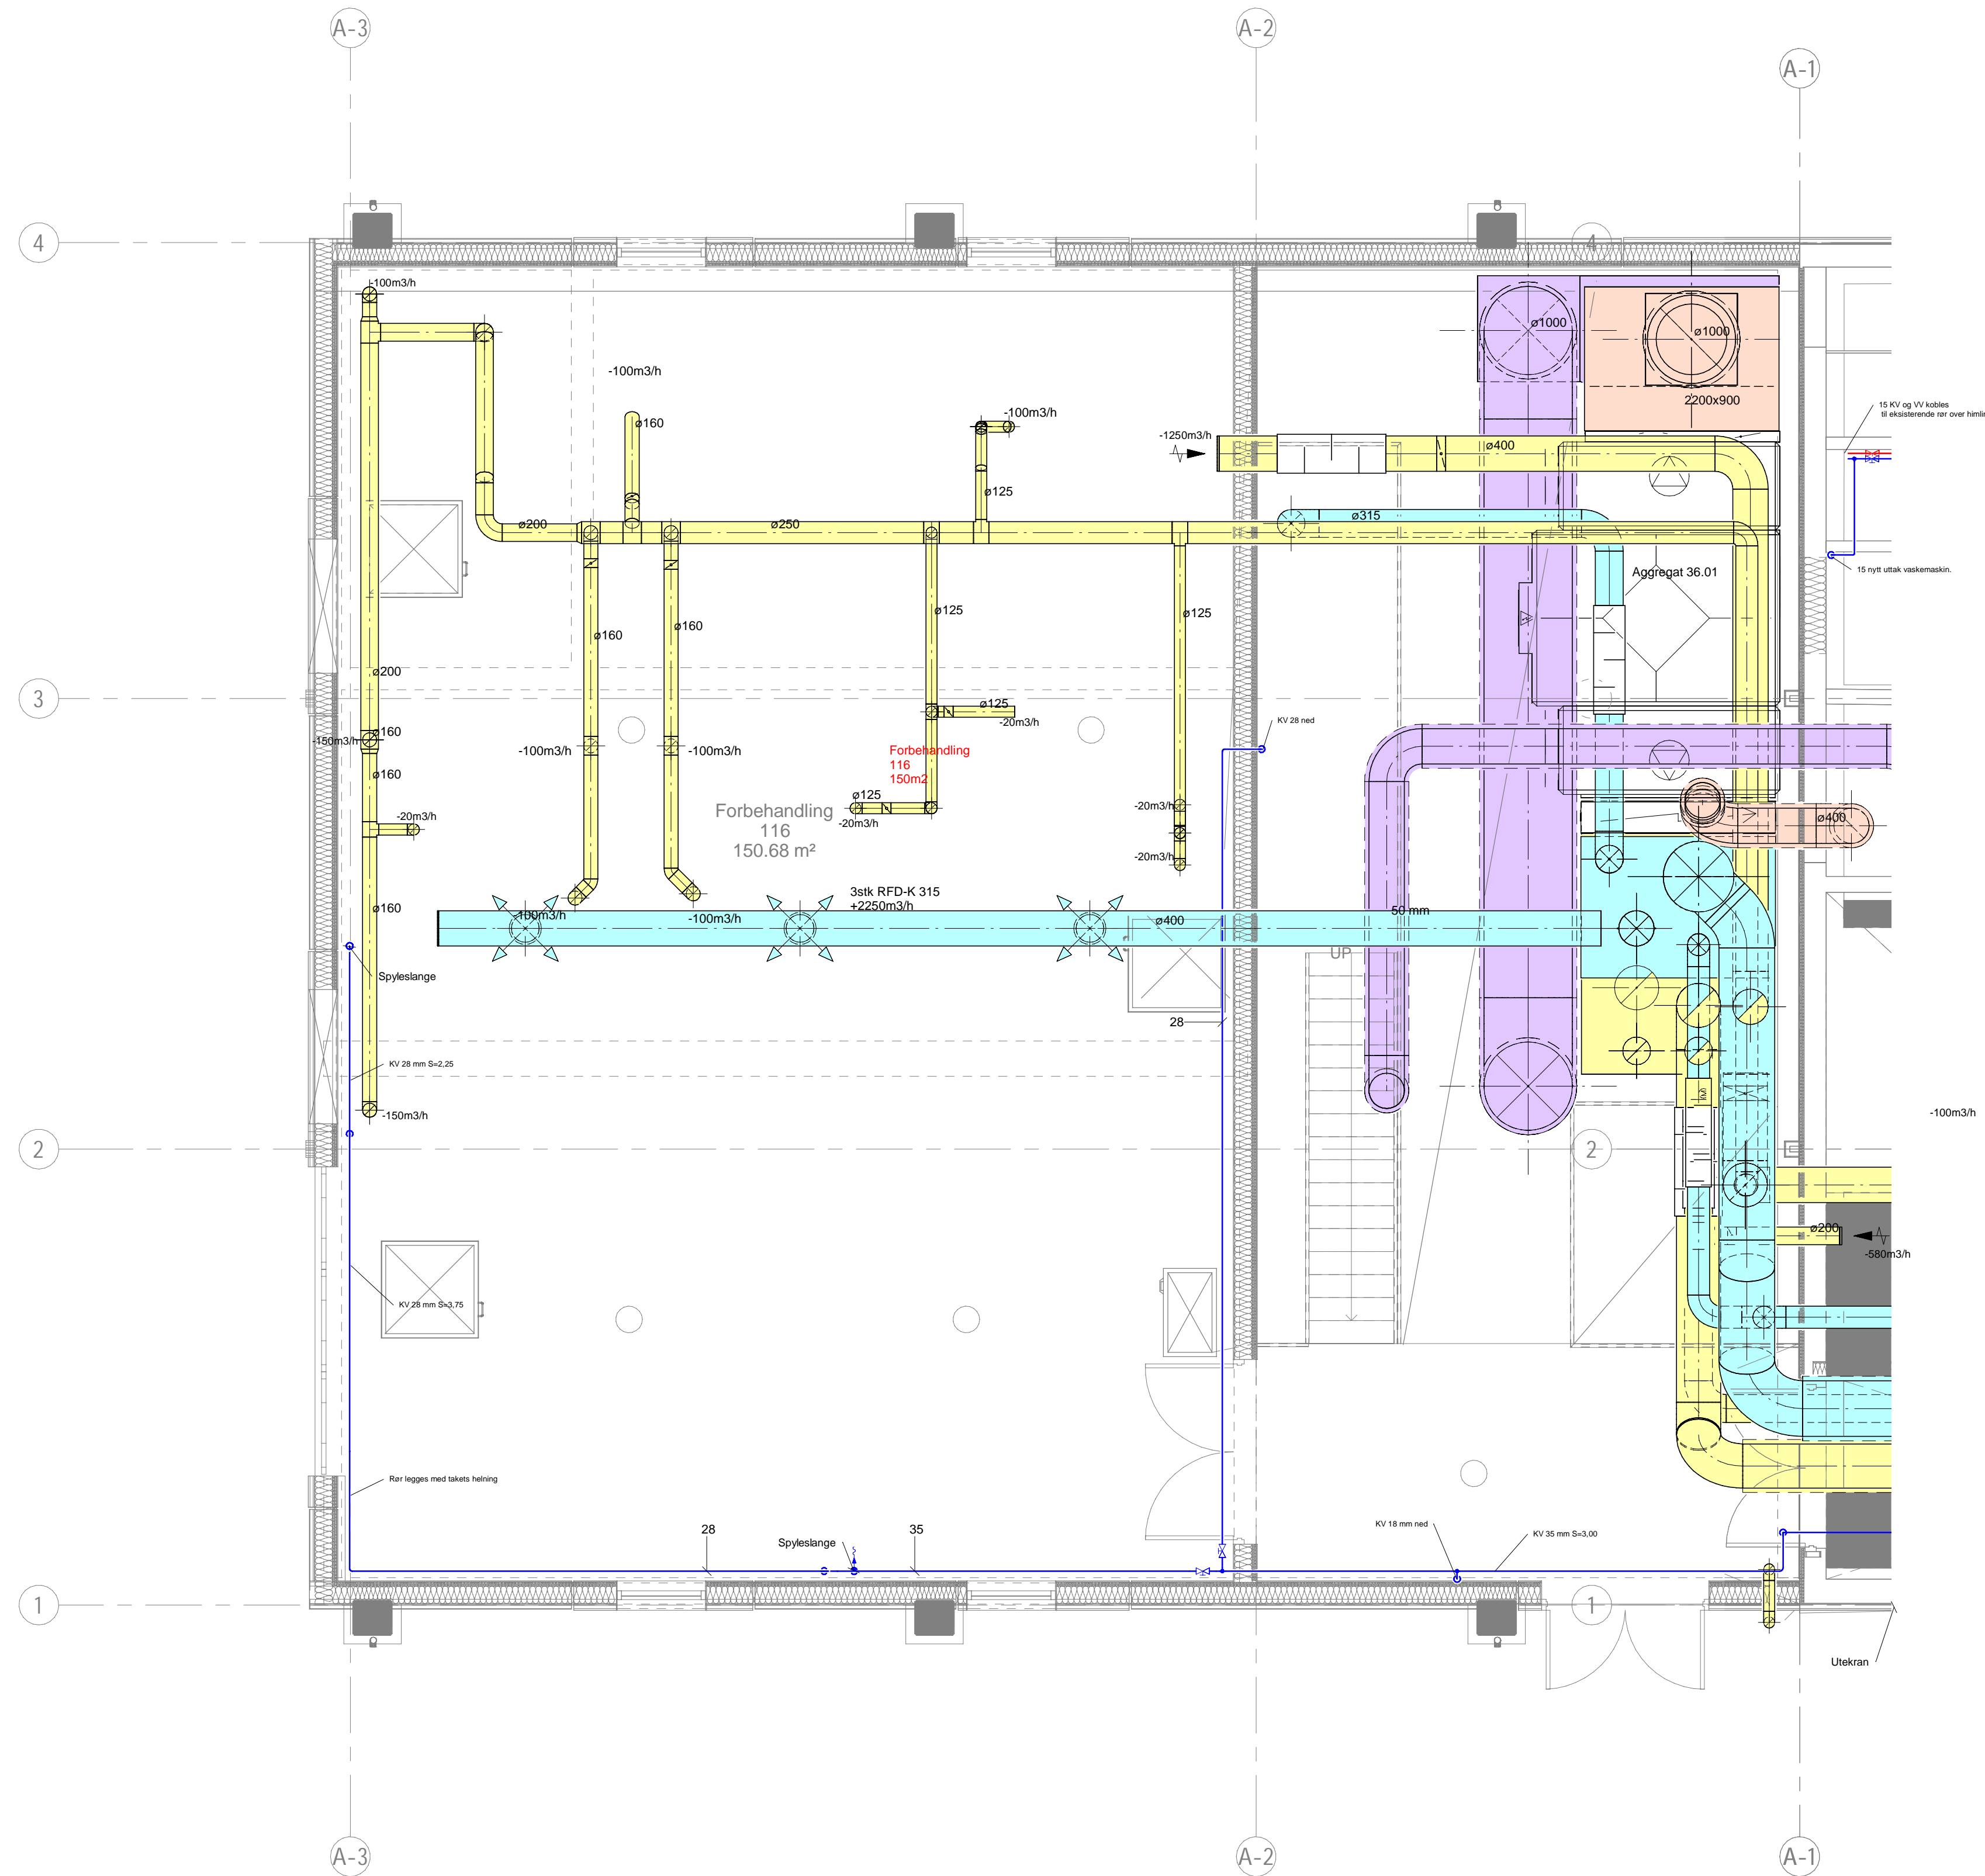 A-3
A-2
A-1
4
4
-100m3/h
ø1000
ø1000
-100m3/h
2200x900
15 KV og VV kobles
til eksisterende rør over himli
-100m3/h
ø160
-1250m3/h
ø400
ø125
ø200
ø250
ø315
Aggregat 36.01
15 nytt uttak vaskemaskin.
ø125
ø125
ø160
ø160
ø200
3
ø125
-20m3/h
KV 28 ned
ø160
-150m3/h
-100m3/h
-100m3/h
Forbehandling
116
150m2
ø160
ø125
-20m3/h
-20m3/h
-20m3/h
-20m3/h
ø400
Forbehandling
116
150.68 m²
3stk RFD-K 315
+2250m3/h
ø160
-100m3/h
-100m3/h
ø400
50 mm
UP
Spyleslange
28
KV 28 mm S=2,25
-150m3/h
-100m3/h
2
2
ø200
-580m3/h
KV 28 mm S=3,75
Rør legges med takets helning
28
Spyleslange
35
KV 18 mm ned
KV 35 mm S=3,00
1
1
Utekran
A-3
A-2
A-1